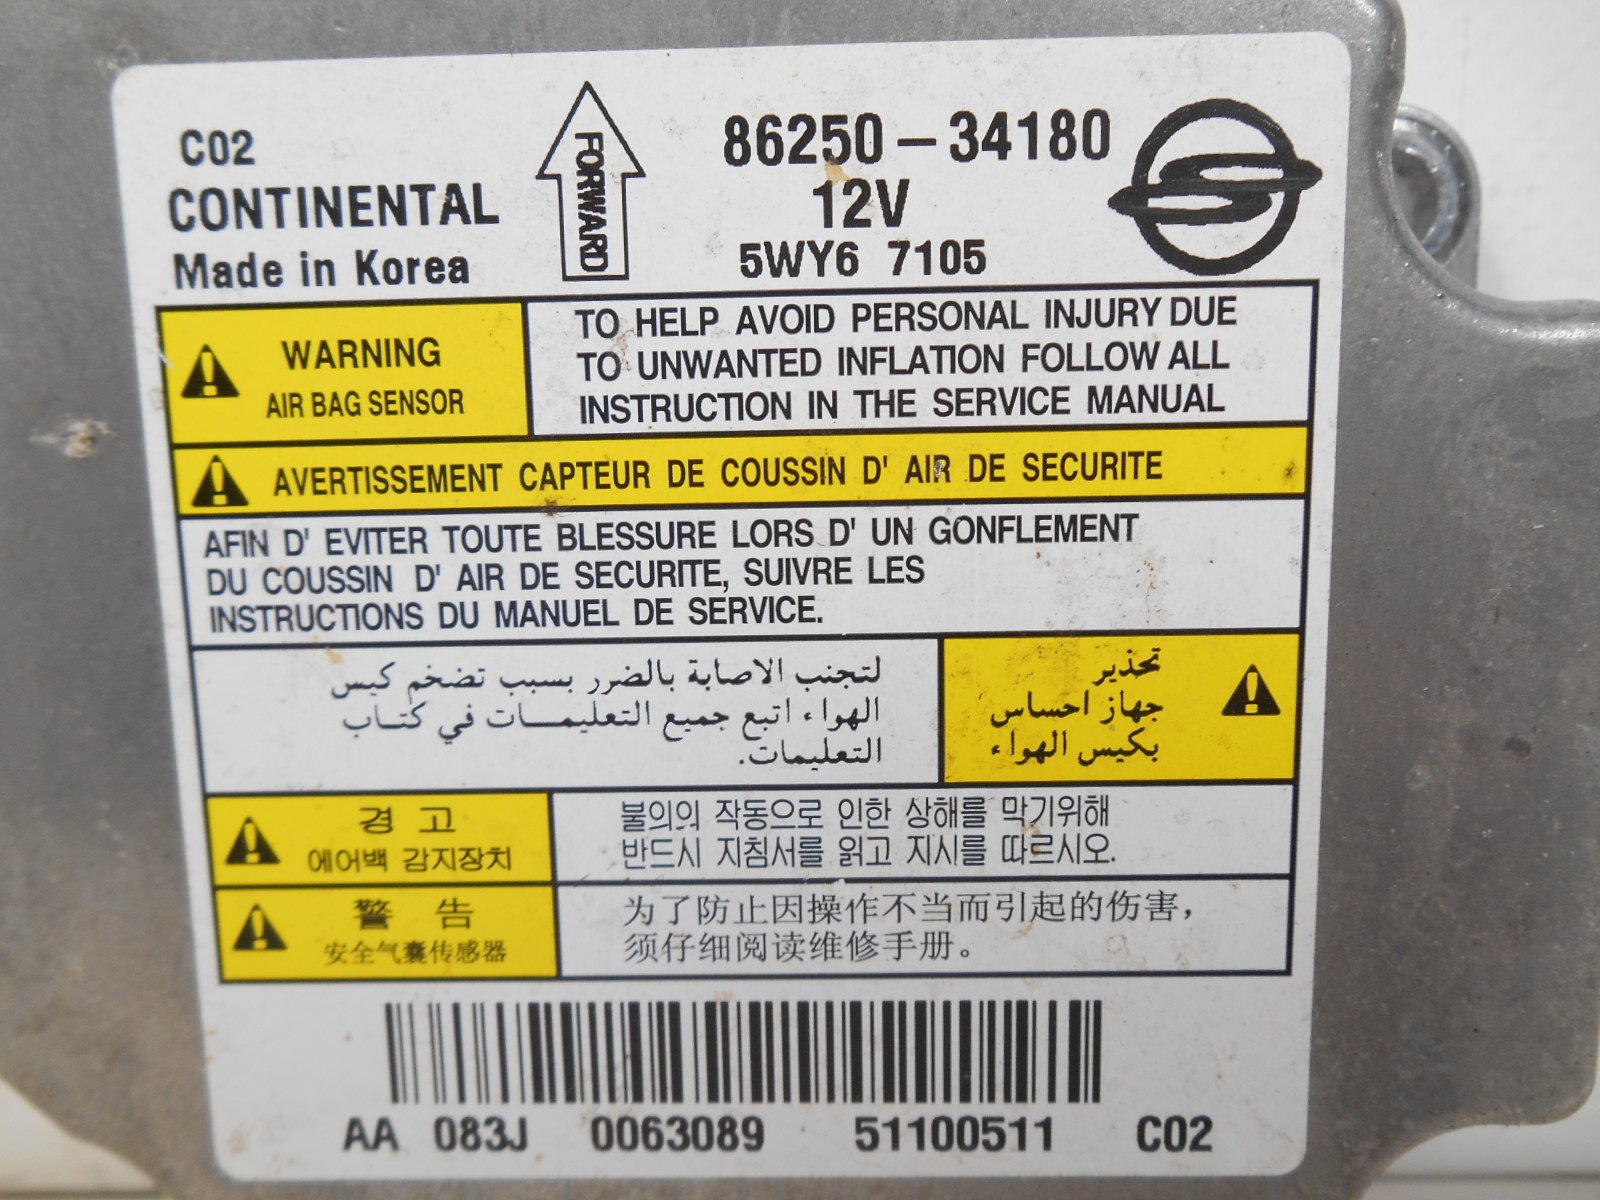 C02
CONTINENTAL
Made in Korea
FORWARD
86250-34180
12V
5WY6 7105
WARNING
AIR BAG SENSOR
TO HELP AVOID PERSONAL INJURY DUE
TO UNWANTED INFLATION FOLLOW ALL
INSTRUCTION IN THE SERVICE MANUAL
AVERTISSEMENT CAPTEUR DE COUSSIN D' AIR DE SECURITE
AFIN D' EVITER TOUTE BLESSURE LORS D' UN GONFLEMENT
DU COUSSIN D' AIR DE SECURITE, SUIVRE LES
INSTRUCTIONS DU MANUEL DE SERVICE.
تحذير
جهاز احساس
بكيس الهواء
لتجنب الاصابة بالضرر بسبب تضخم كيس
الهواء اتبع جميع التعليمـــات في كتـاب
التعليمات.
경 고
에어백 감지장치
불의의 작동으로 인한 상해를 막기위해
반드시 지침서를 읽고 지시를 따르시오.
警 告
安全气囊传感器
为了防止因操作不当而引起的伤害，
须仔细阅读维修手册。
AA 083J 0063089 51100511 C02